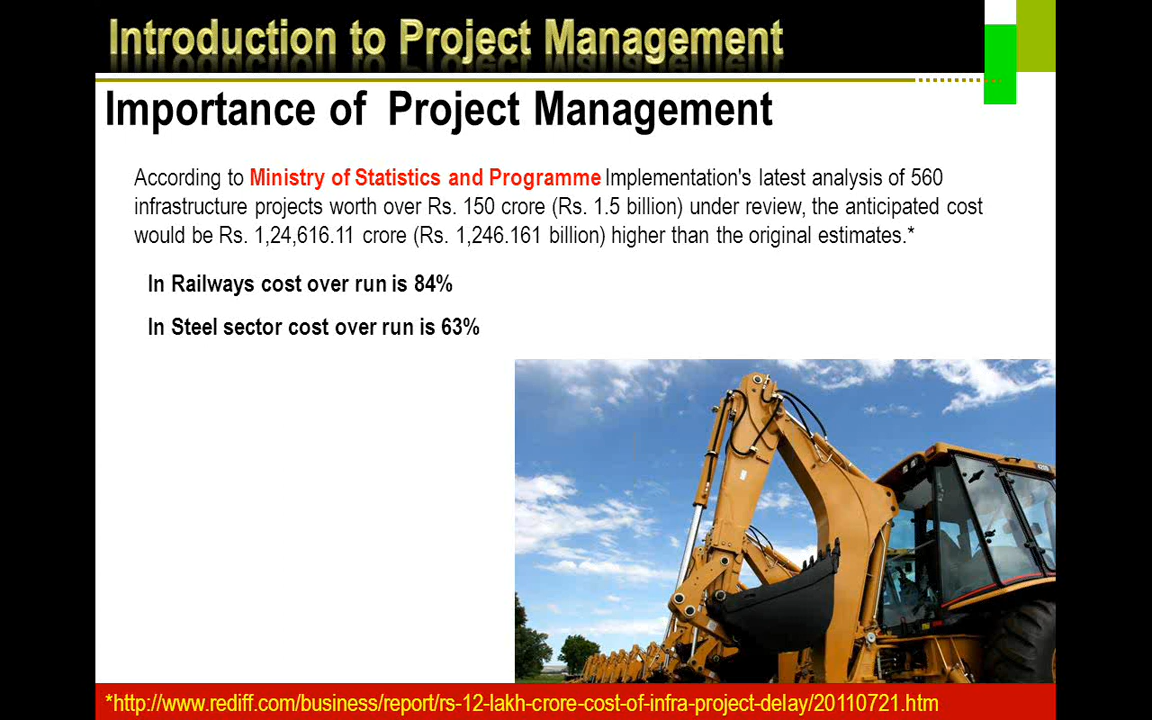 Introduction to Project Management
Importance of Project Management
According to Ministry of Statistics and Programme Implementation's latest analysis of 560
infrastructure projects worth over Rs. 150 crore (Rs. 1.5 billion) under review, the anticipated cost
would be Rs. 1,24,616.11 crore (Rs. 1,246.161 billion) higher than the original estimates.*
In Railways cost over run is 84%
In Steel sector cost over run is 63%
*http://www.rediff.com/business/report/rs-12-lakh-crore-cost-of-infra-project-delay/20110721.htm